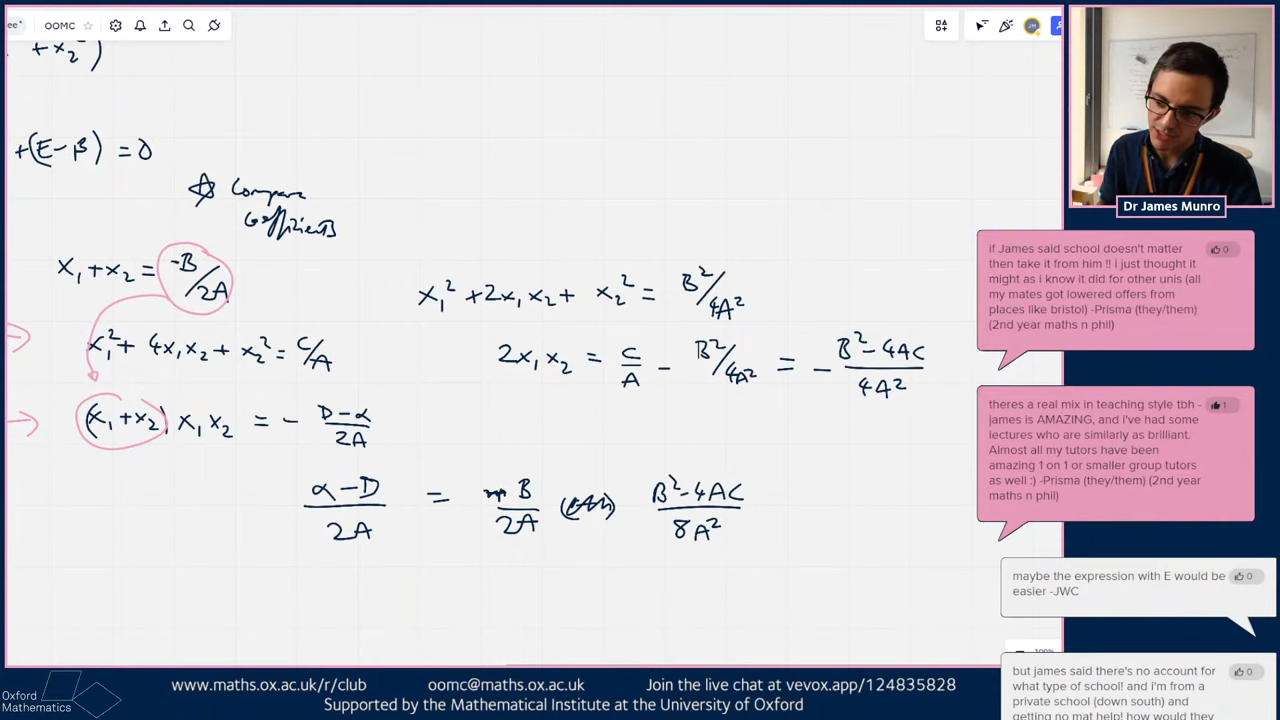 ee
OOMC
+ x₂²)
+(E-β) = 0
☆ Compare
Coefficients
x₁ + x₂ = -B/2A
x₁² + 4x₁x₂ + x₂² = C/A
(x₁ + x₂) x₁x₂ = - D-α/2A
x₁² + 2x₁x₂ + x₂² = B²/4A²
2x₁x₂ = C/A - B²/4A² = - B²-4AC/4A²
α-D/2A = B/2A B²-4AC/8A²
100%
JM
Dr James Munro
if James said school doesn't matter
then take it from him !! i just thought it
might as i know it did for other unis (all
my mates got lowered offers from
places like bristol) -Prisma (they/them)
(2nd year maths n phil)
0
theres a real mix in teaching style tbh -
james is AMAZING, and i've had some
lectures who are similarly as brilliant.
Almost all my tutors have been
amazing 1 on 1 or smaller group tutors
as well :) -Prisma (they/them) (2nd year
maths n phil)
1
maybe the expression with E would be
easier -JWC
0
but james said there's no account for
what type of school! and i'm from a
private school (down south) and
getting no mat help! how would they
0
Oxford
Mathematics
www.maths.ox.ac.uk/r/club oomc@maths.ox.ac.uk Join the live chat at vevox.app/124835828
Supported by the Mathematical Institute at the University of Oxford